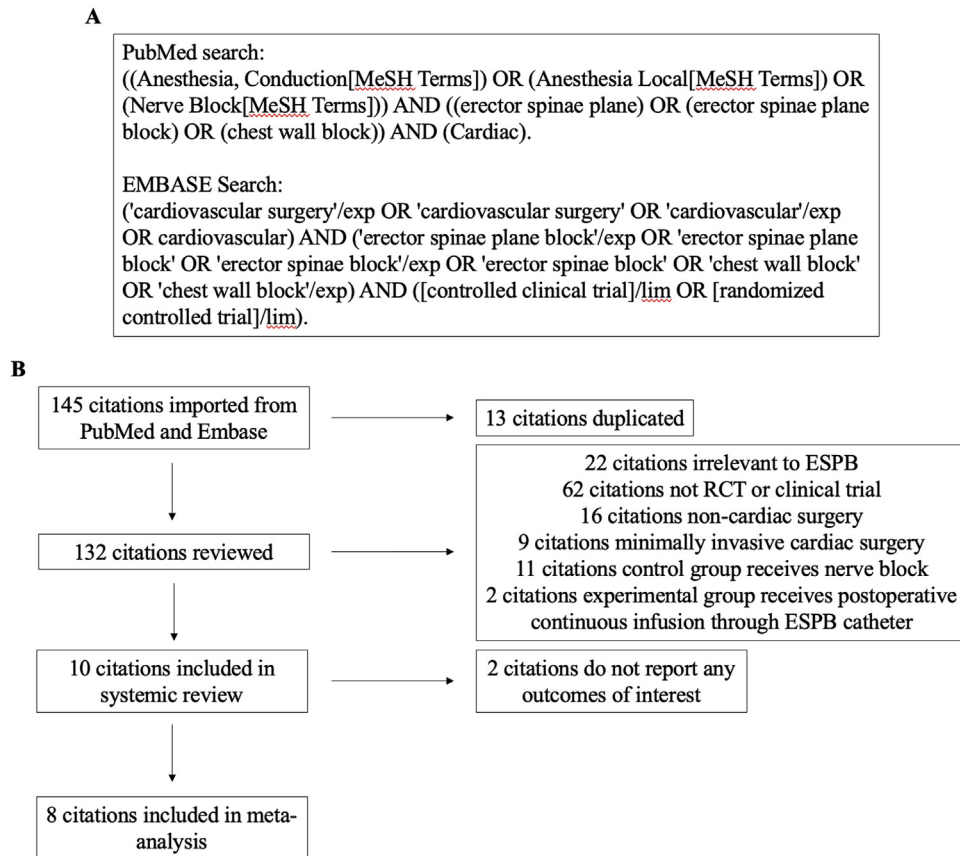 A
PubMed search:
((Anesthesia, Conduction[MeSH Terms]) OR (Anesthesia Local[MeSH Terms]) OR
(Nerve Block[MeSH Terms])) AND ((erector spinae plane) OR (erector spinae plane
block) OR (chest wall block)) AND (Cardiac).
EMBASE Search:
('cardiovascular surgery'/exp OR 'cardiovascular surgery' OR 'cardiovascular'/exp
OR cardiovascular) AND ('erector spinae plane block'/exp OR 'erector spinae plane
block' OR 'erector spinae block'/exp OR 'erector spinae block' OR 'chest wall block'
OR 'chest wall block'/exp) AND ([controlled clinical trial]/lim OR [randomized
controlled trial]/lim).
B
145 citations imported from
PubMed and Embase
13 citations duplicated
22 citations irrelevant to ESPB
62 citations not RCT or clinical trial
16 citations non-cardiac surgery
9 citations minimally invasive cardiac surgery
11 citations control group receives nerve block
2 citations experimental group receives postoperative
continuous infusion through ESPB catheter
132 citations reviewed
10 citations included in
systemic review
2 citations do not report any
outcomes of interest
8 citations included in meta-
analysis